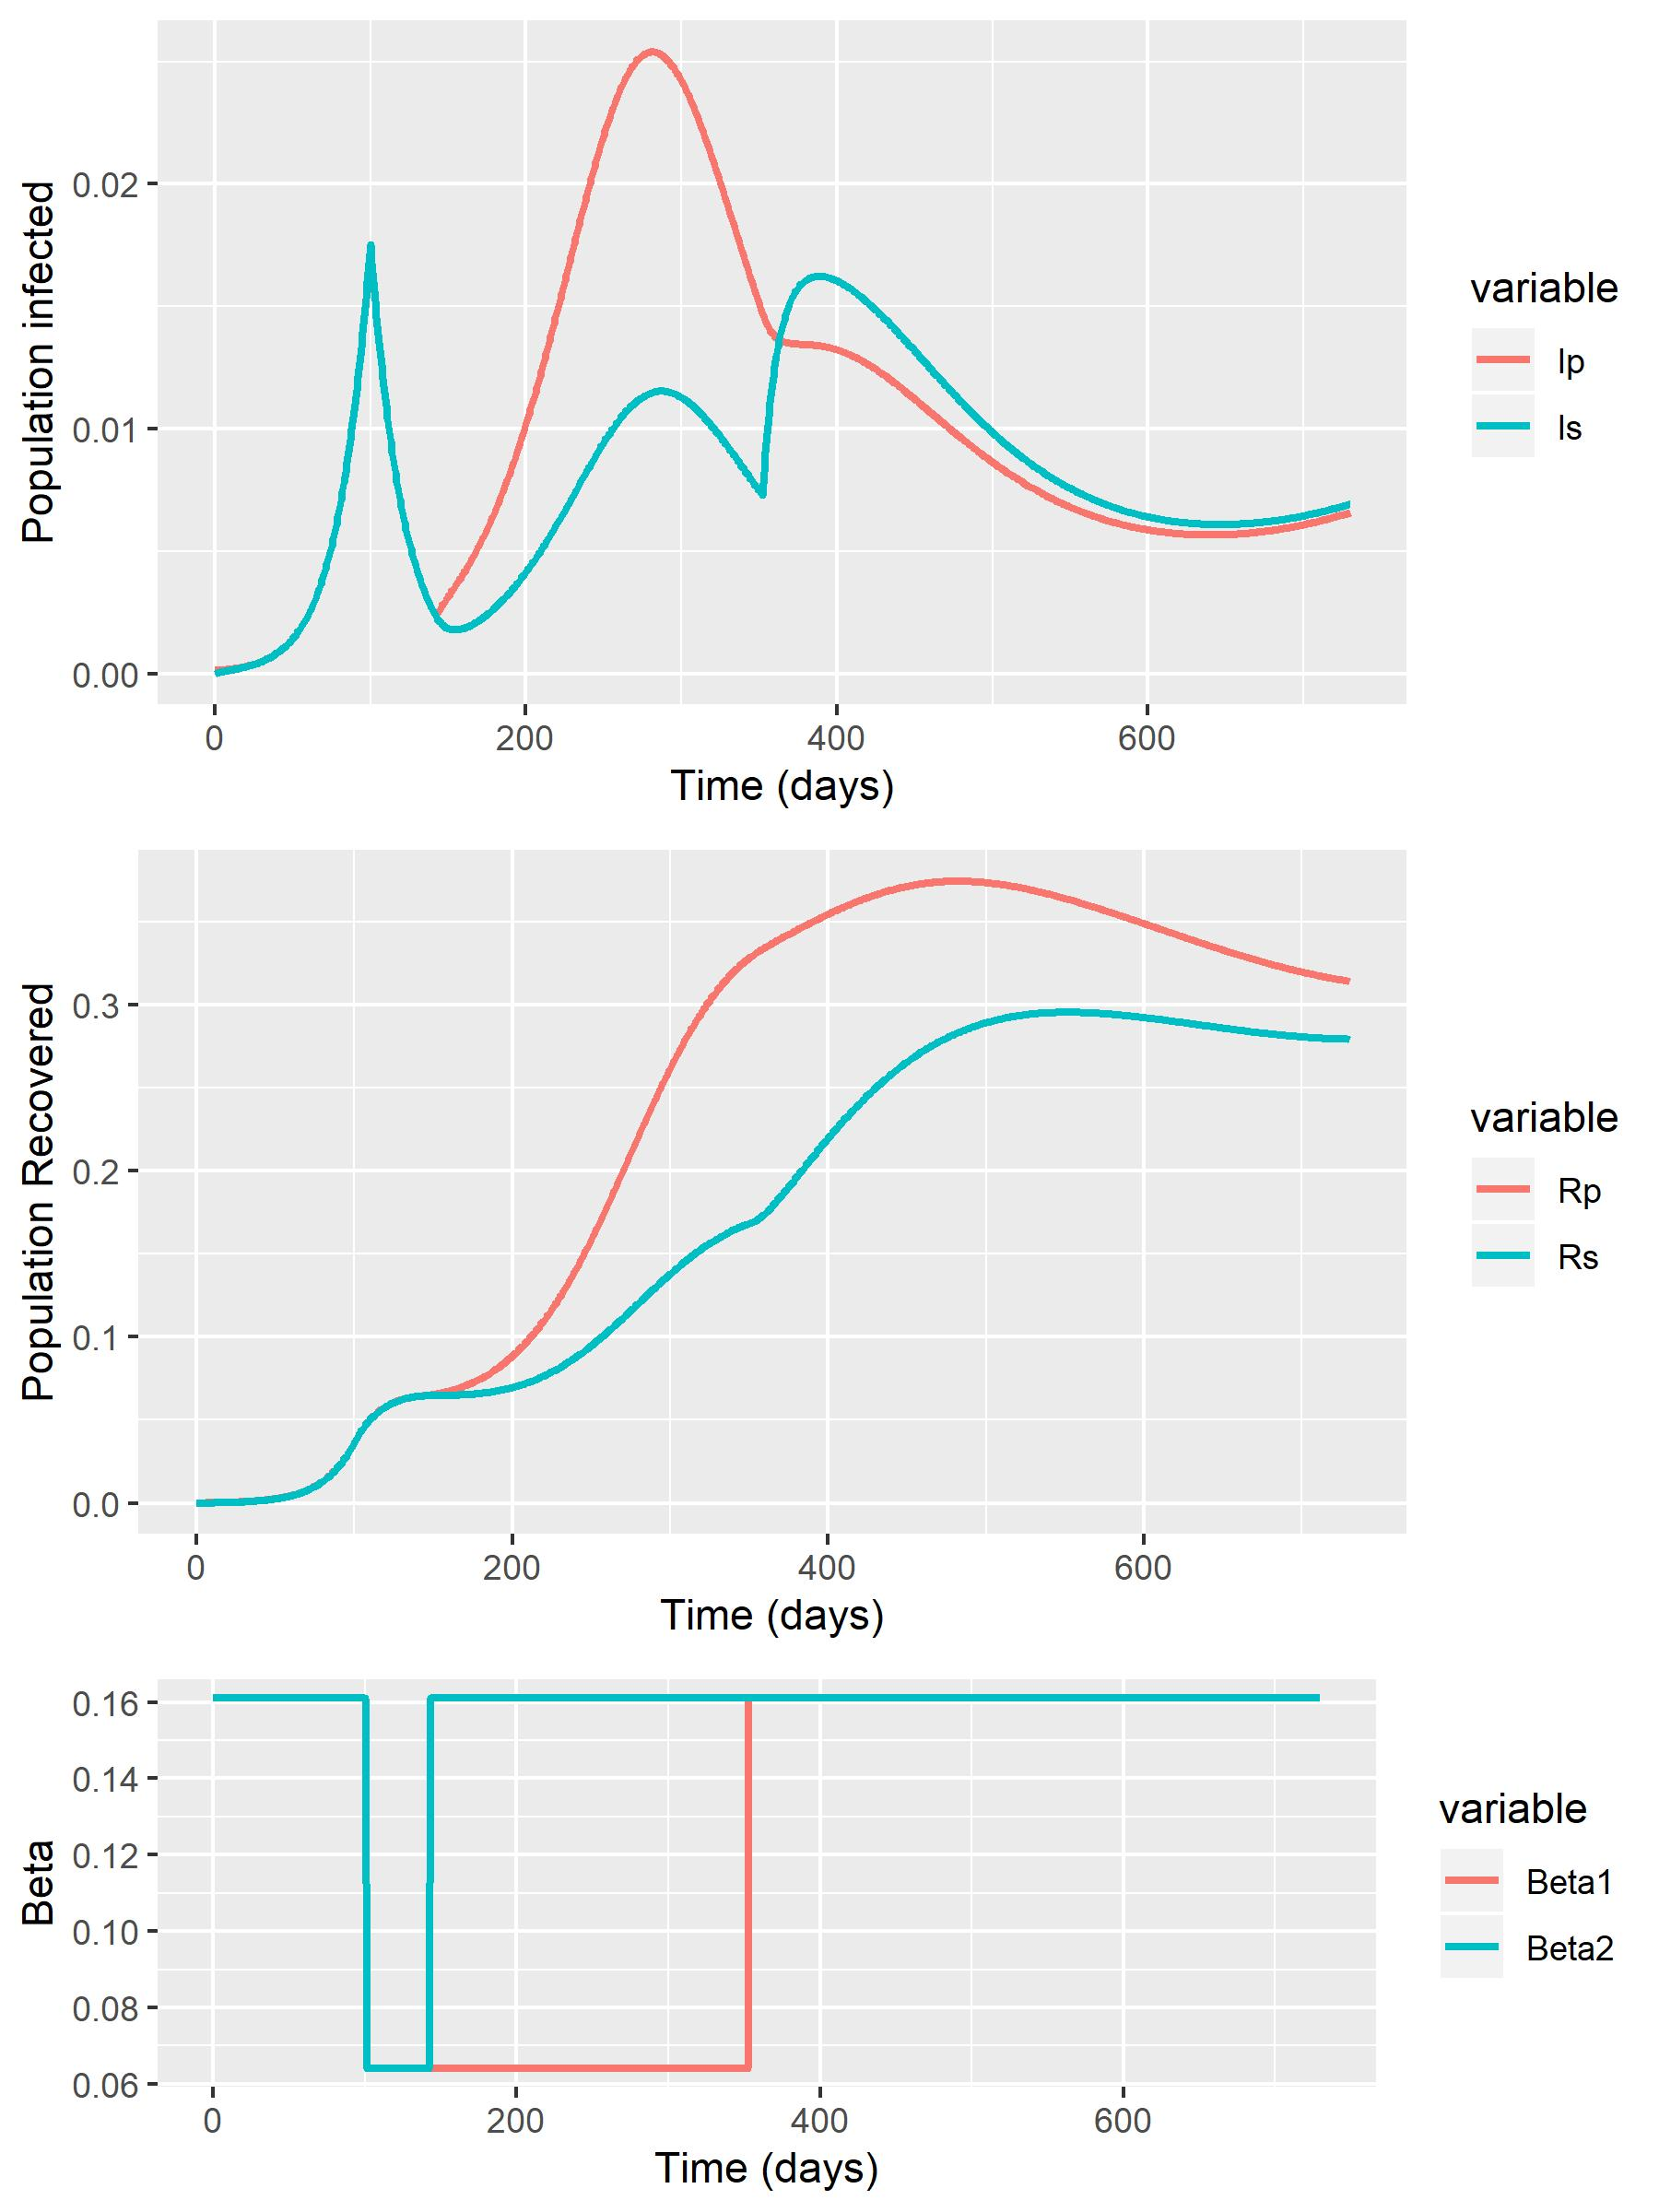 Population infected
0.02
0.01
0.00
0 200 400 600
Time (days)
variable
Ip
Is
Population Recovered
0.3
0.2
0.1
0.0
0 200 400 600
Time (days)
variable
Rp
Rs
Beta
0.16
0.14
0.12
0.10
0.08
0.06
0 200 400 600
Time (days)
variable
Beta1
Beta2